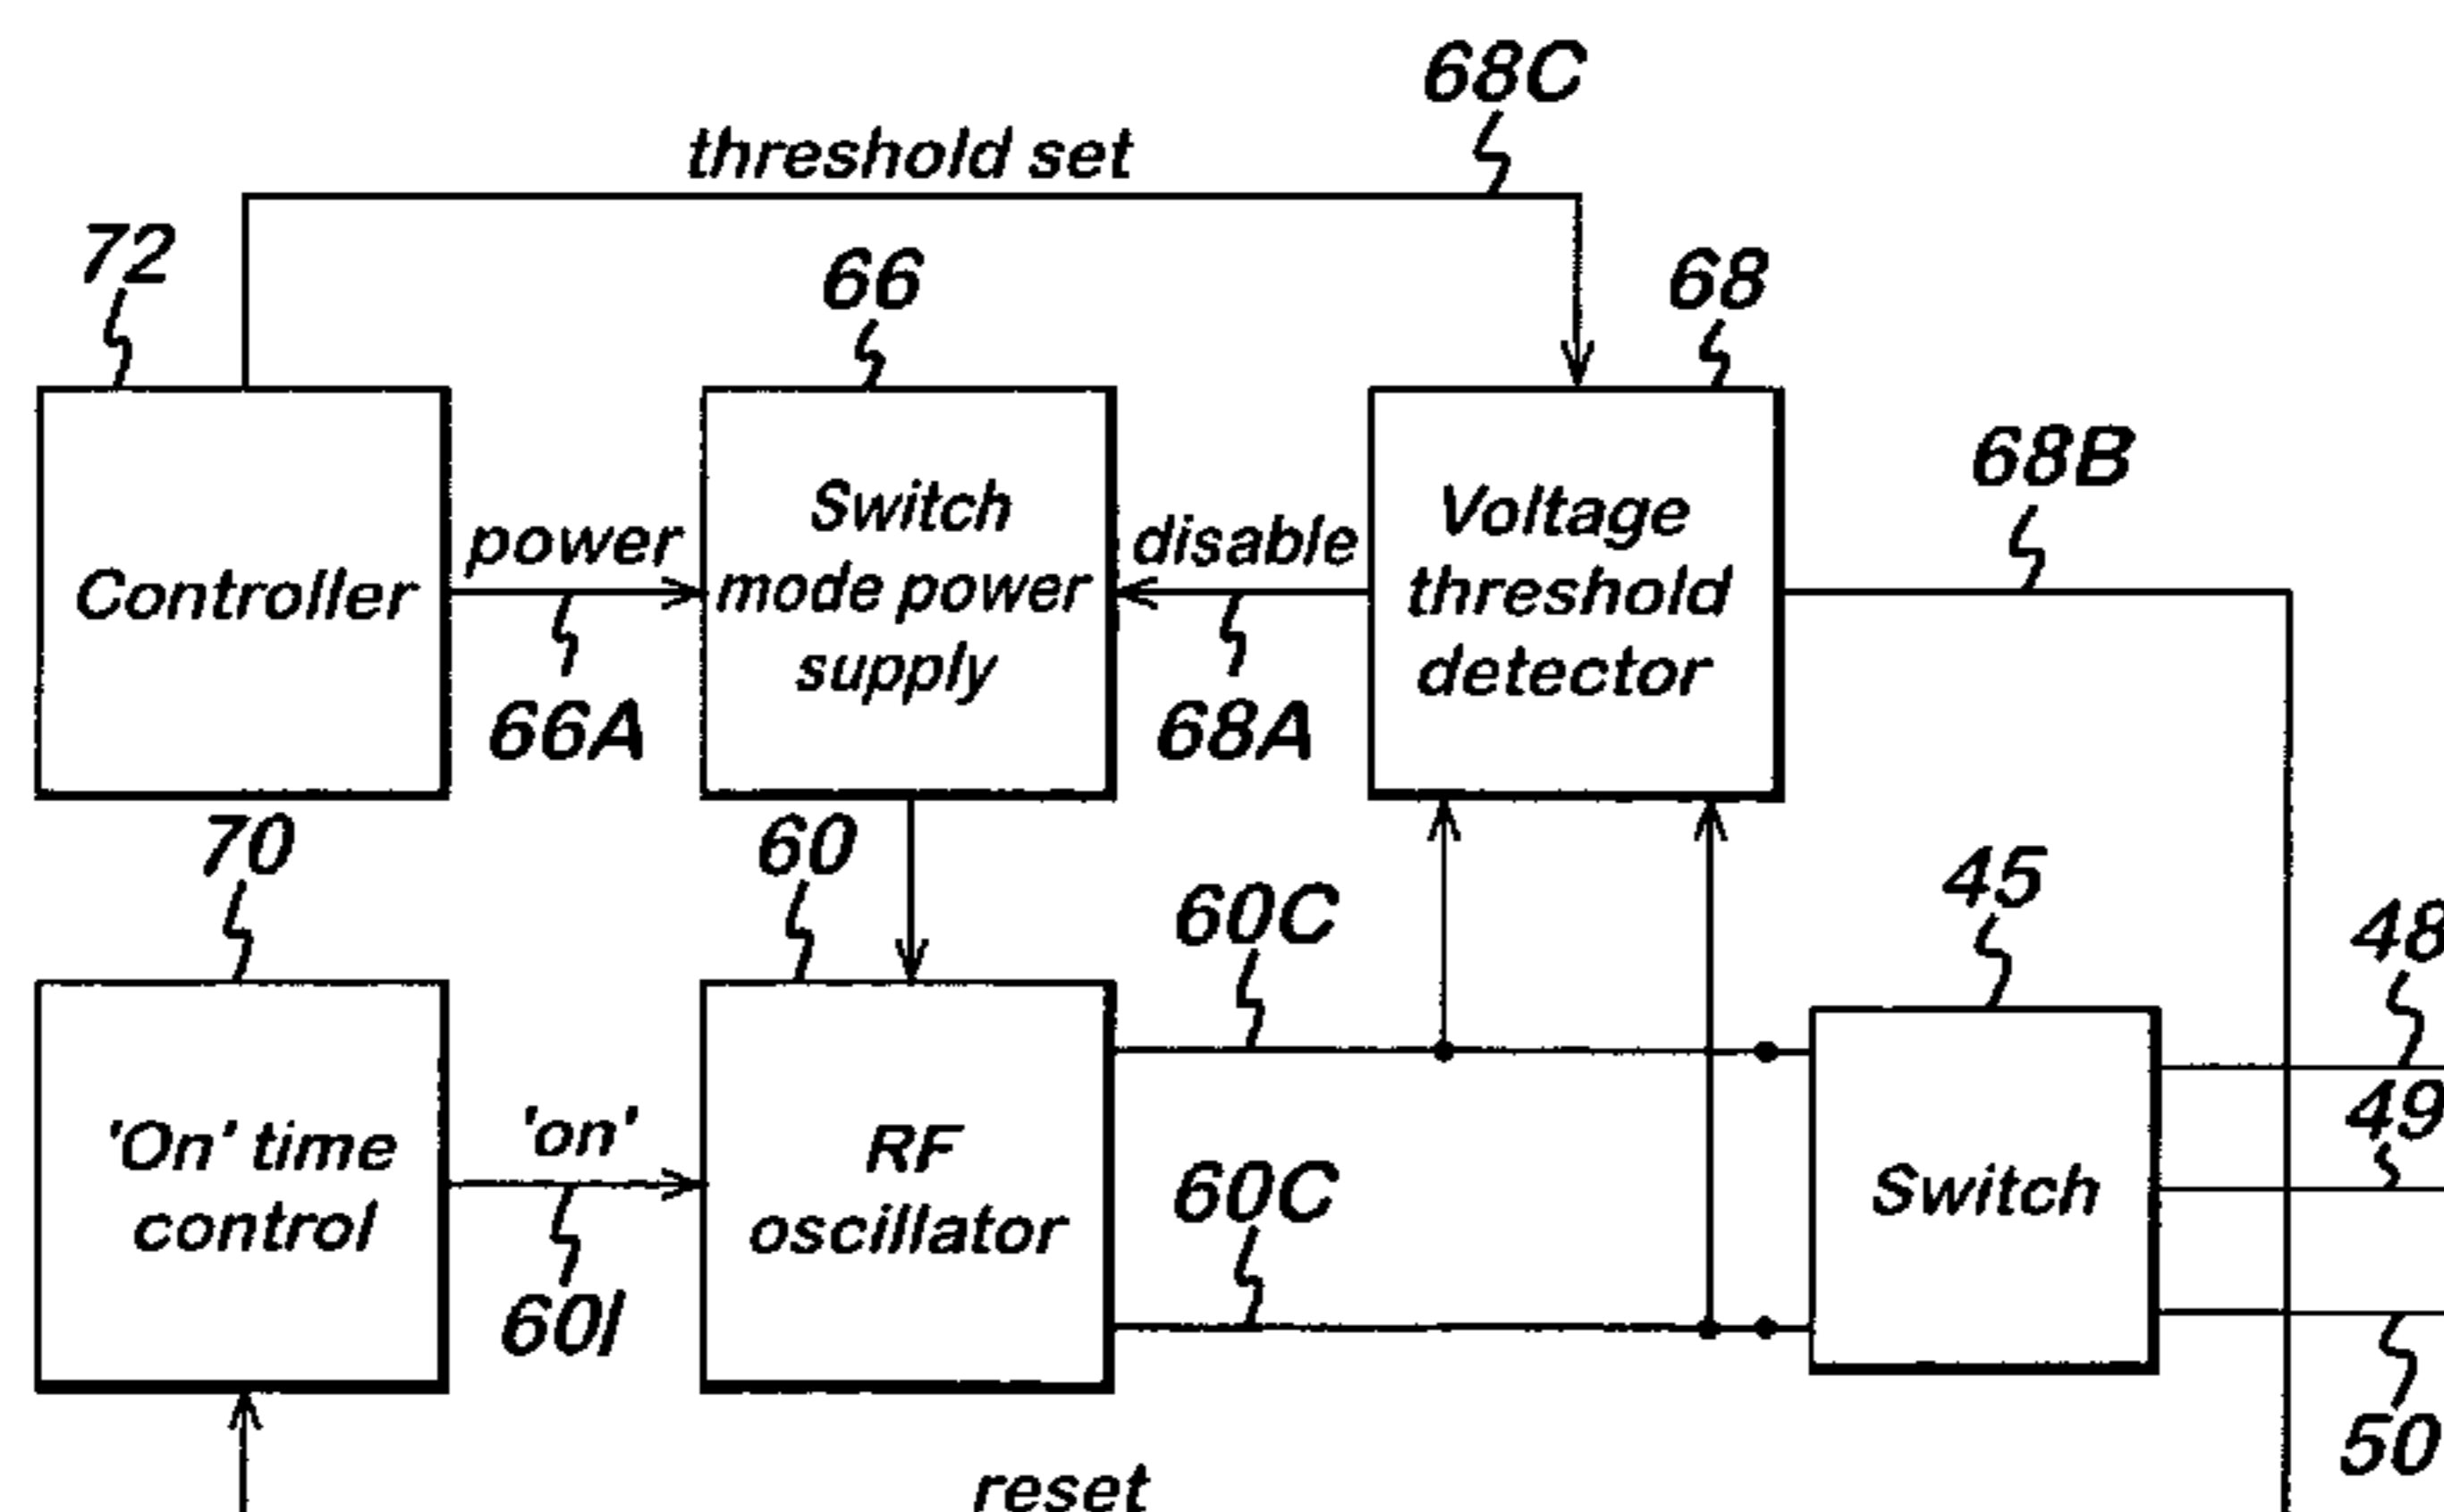 68C
threshold set
72
66
68
68B
Controller
power
66A
Switch
mode power
supply
disable
68A
Voltage
threshold
detector
70
60
60C
45
48
'On' time
control
'on'
60I
RF
oscillator
60C
Switch
49
50
reset